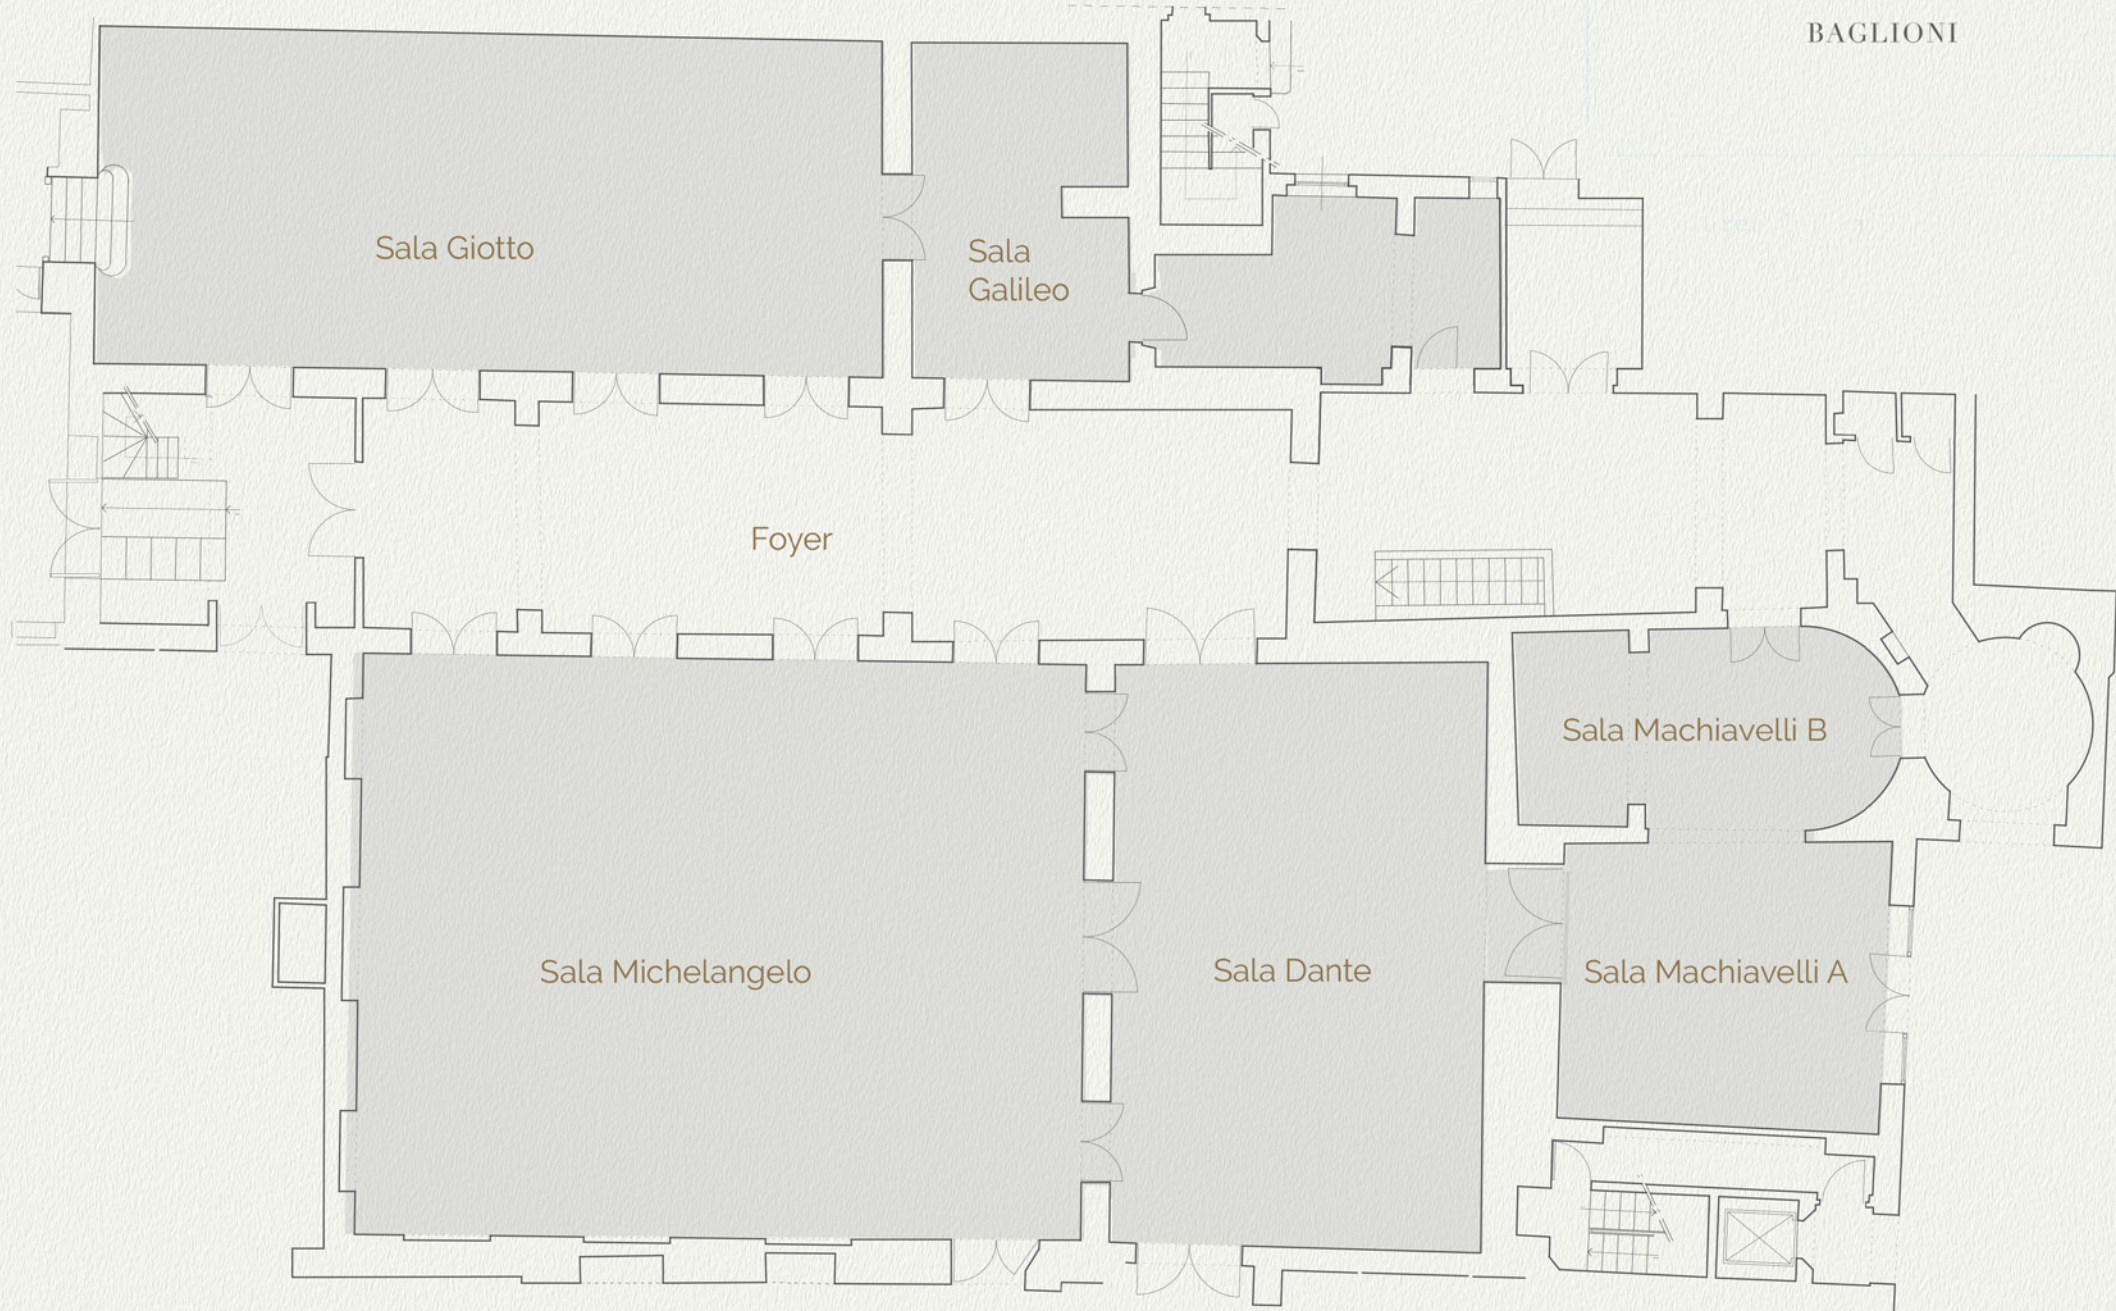 BAGLIONI
Sala Giotto
Sala
Galileo
Foyer
Sala Machiavelli B
Sala Michelangelo
Sala Dante
Sala Machiavelli A